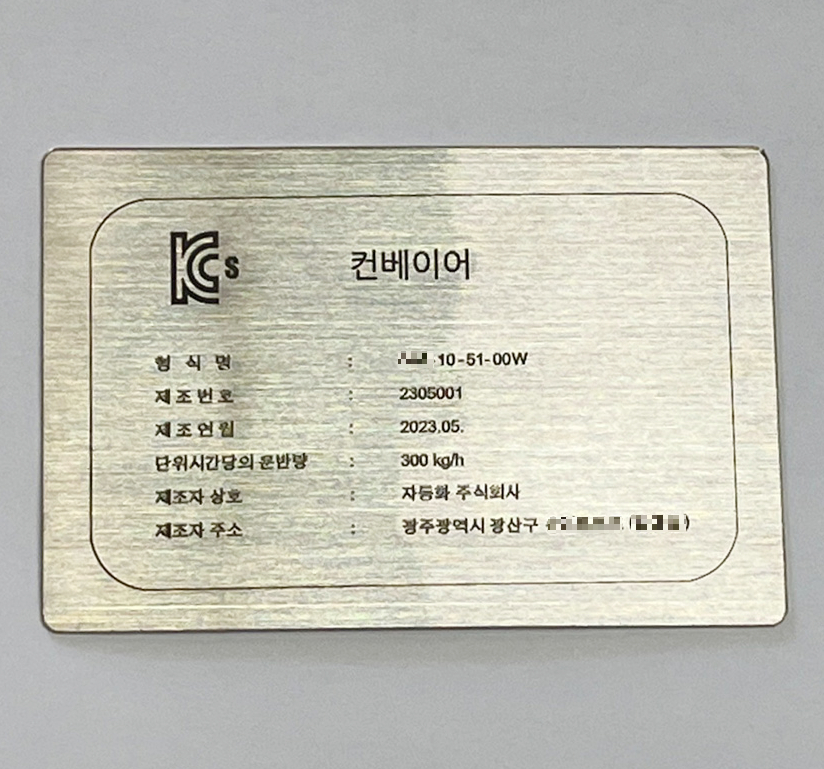 KCs 컨베이어
형 식 명 : 10-51-00W
제조번호 : 2305001
제조연월 : 2023.05.
단위시간당의 운반량 : 300 kg/h
제조자 상호 : 자동화 주식회사
제조자 주소 : 광주광역시 광산구